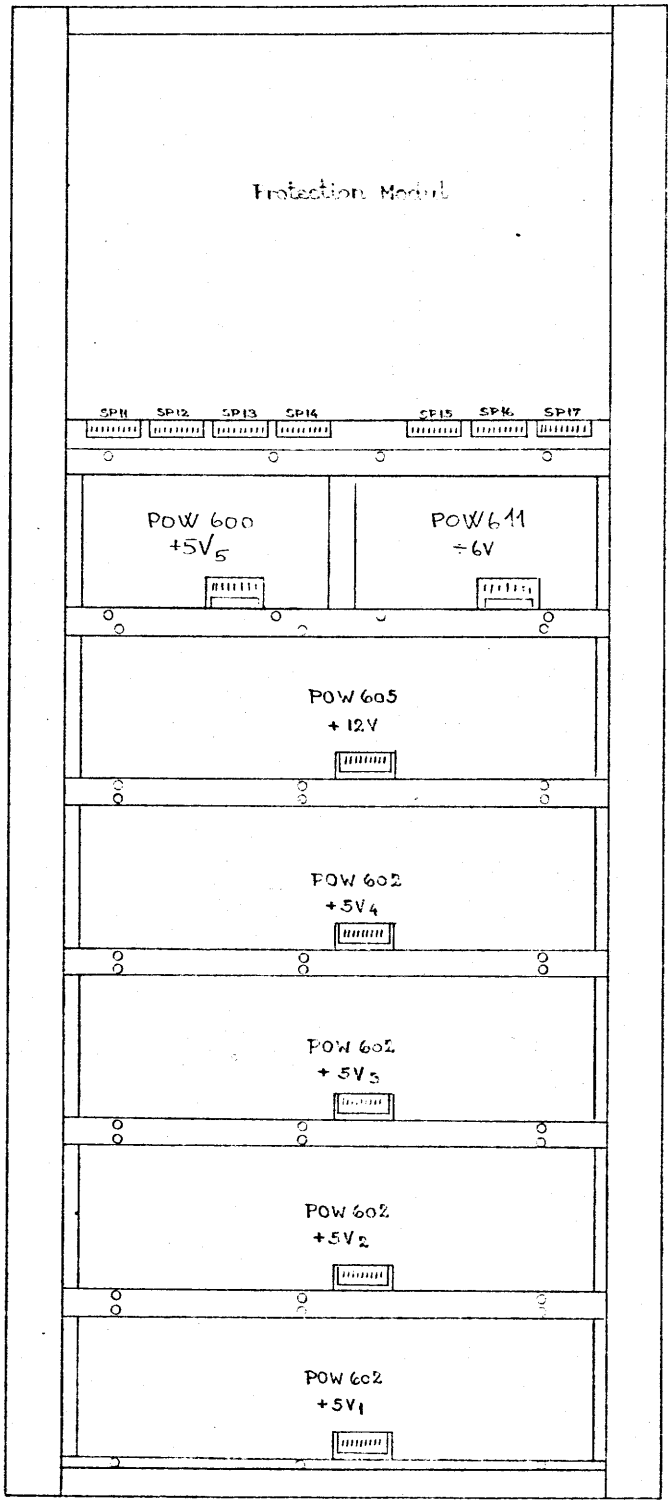 Protection Modul
SP11 SP12 SP13 SP14 SP15 SP16 SP17
POW 600
+5V5
POW611
÷6V
POW 605
+ 12V
POW 602
+5V4
POW 602
+ 5V3
POW 602
+5V2
POW 602
+5V1